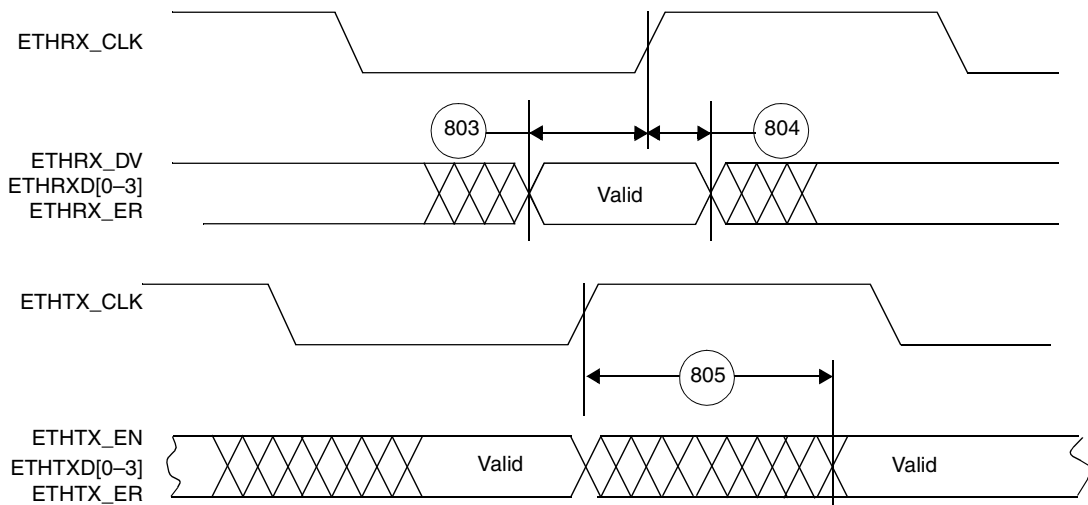 ETHRX_CLK
803
804
ETHRX_DV
ETHRXD[0–3]
ETHRX_ER
Valid
ETHTX_CLK
805
ETHTX_EN
ETHTXD[0–3]
ETHTX_ER
Valid
Valid